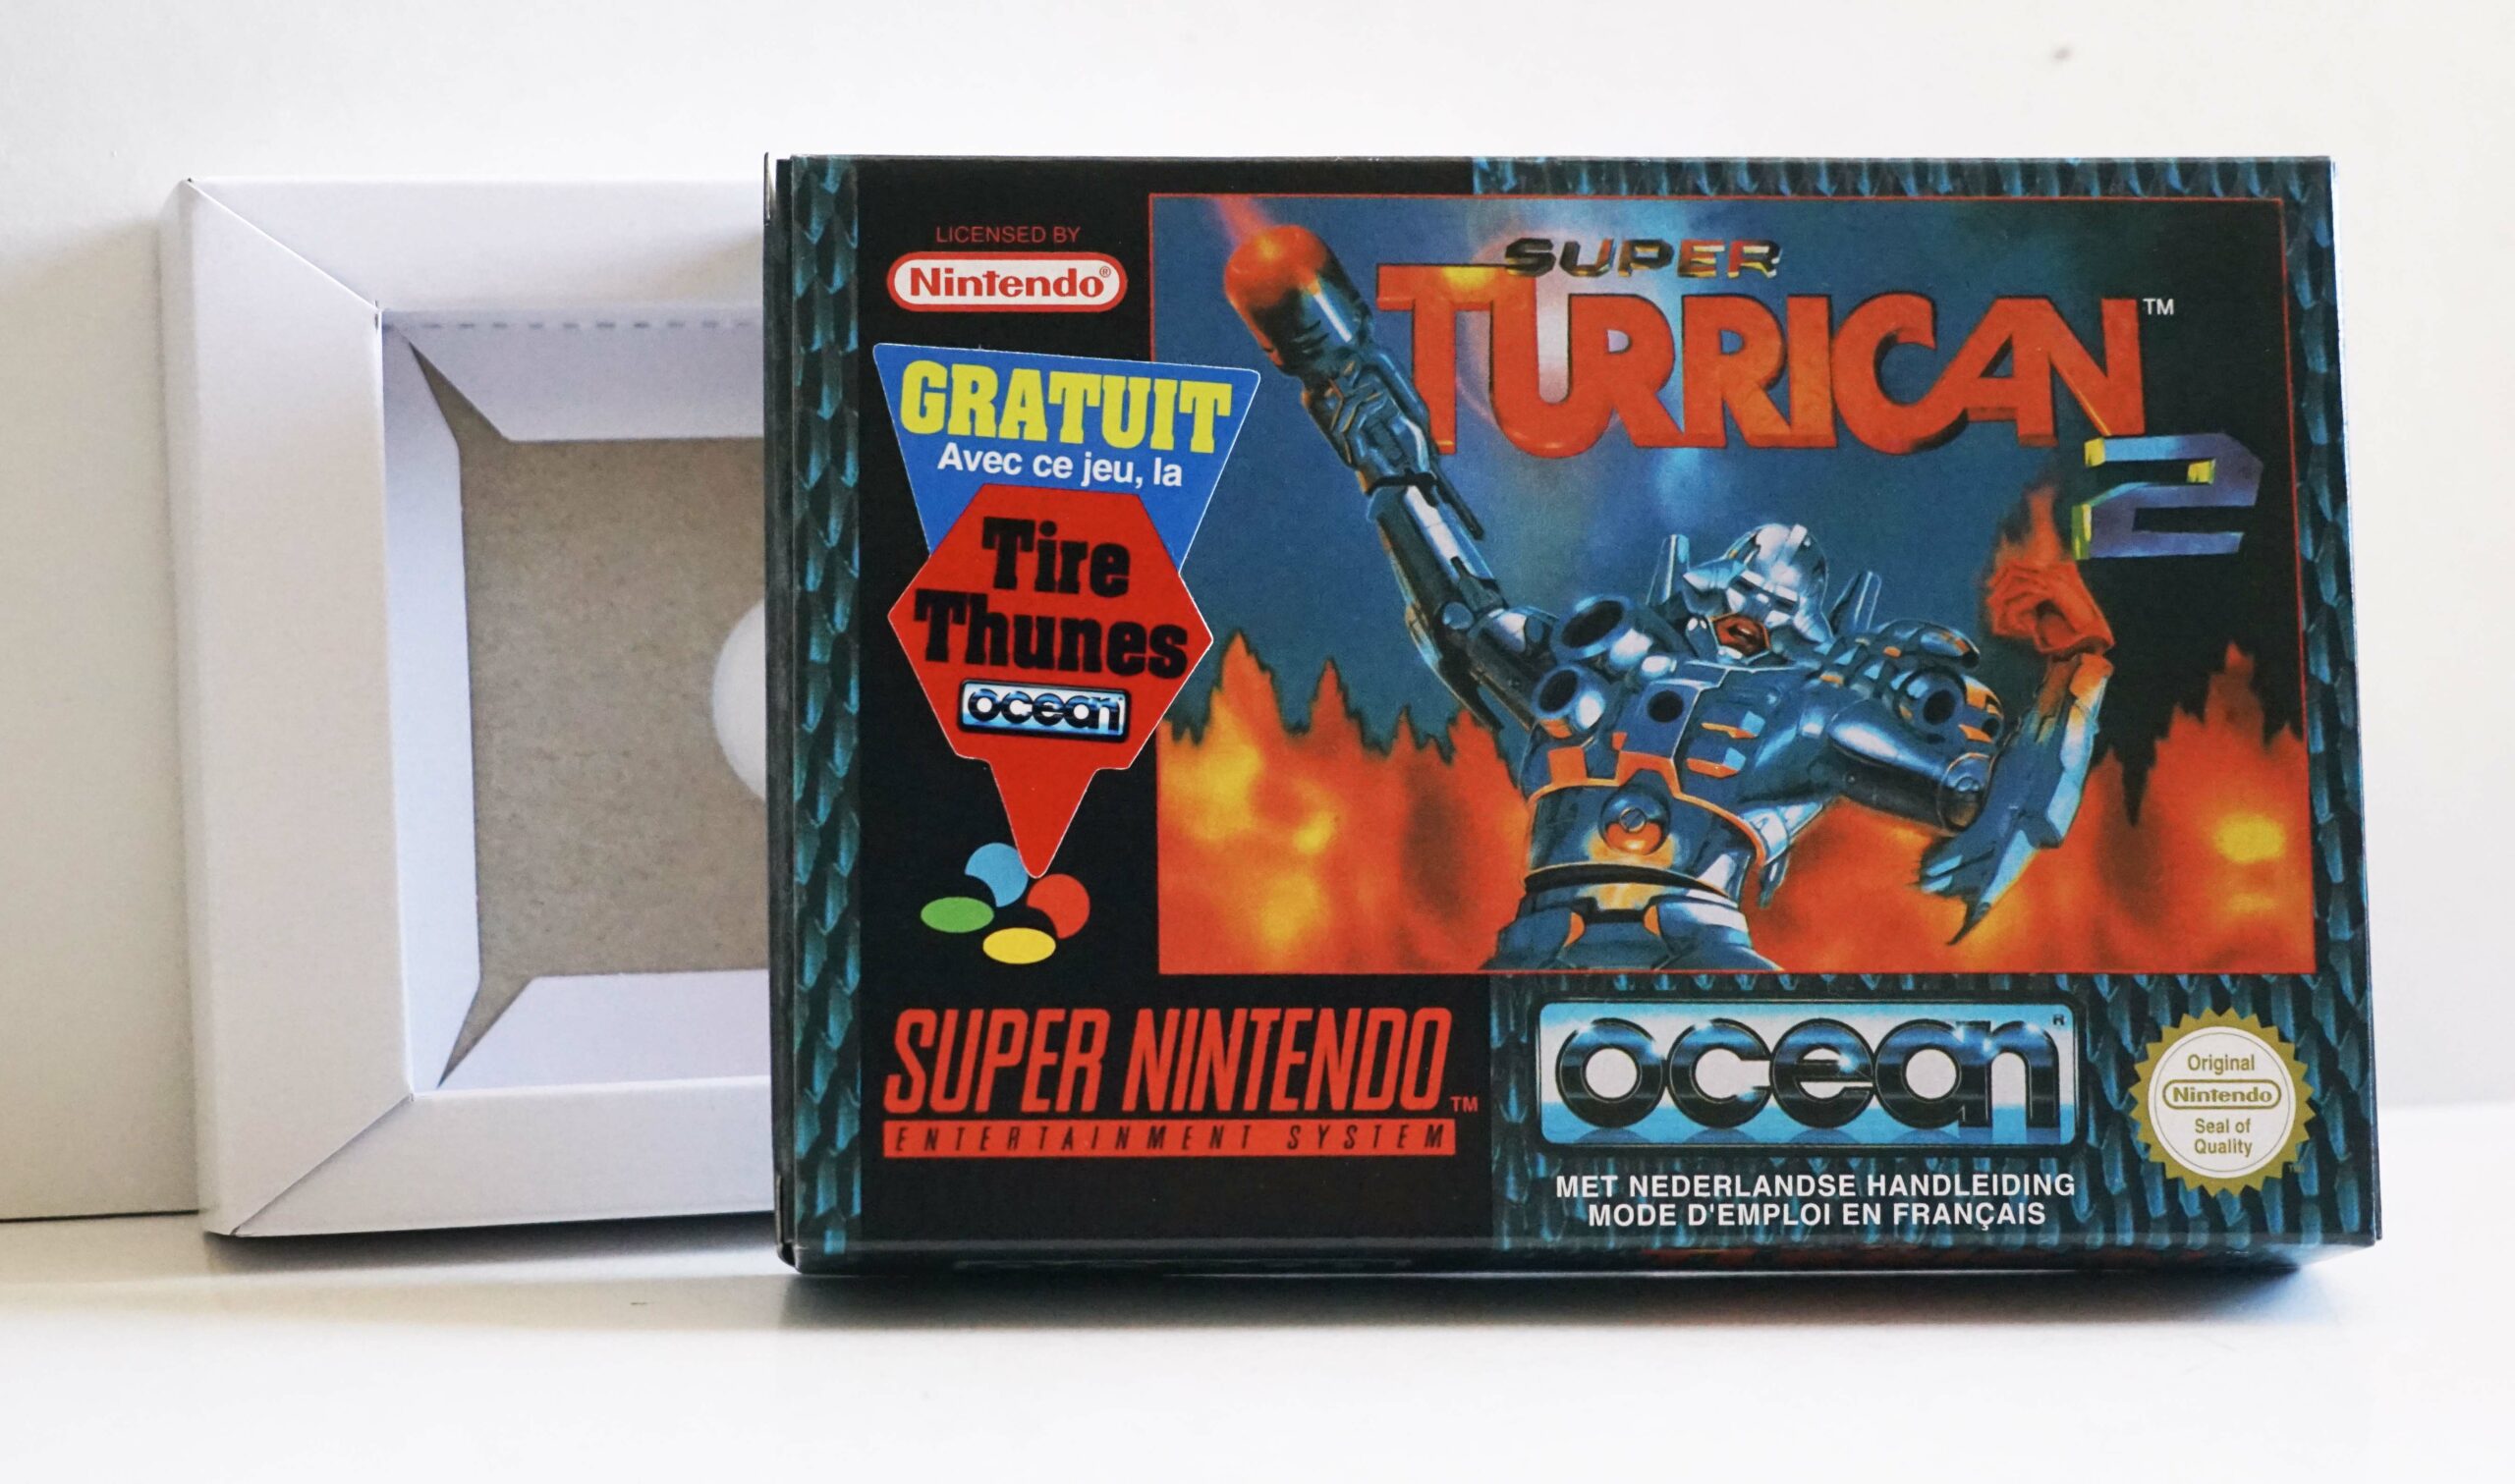 LICENSED BY
Nintendo®
GRATUIT
Avec ce jeu, la
Tire
Thunes
ocean
SUPER
TURRICAN™
2
SUPER NINTENDO™
ENTERTAINMENT SYSTEM
ocean®
MET NEDERLANDSE HANDLEIDING
MODE D'EMPLOI EN FRANÇAIS
Original
Nintendo
Seal of
Quality